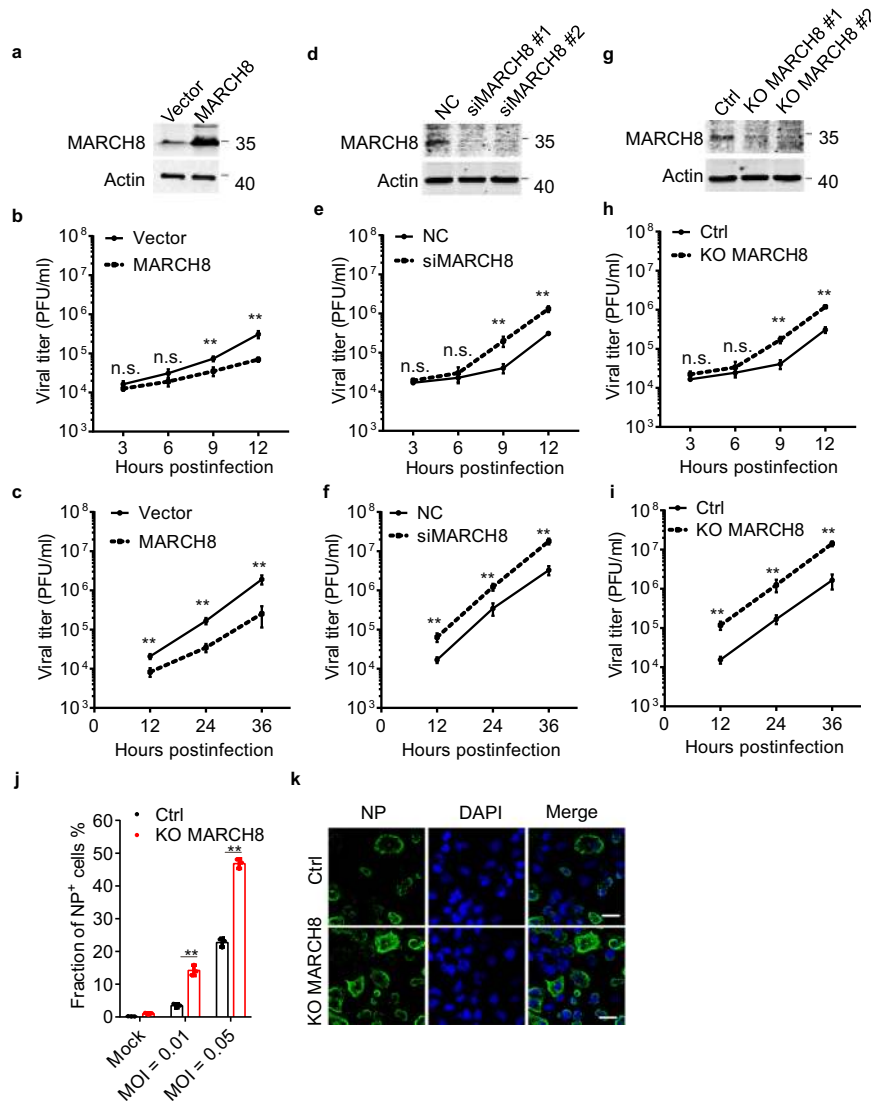 a
Vector
MARCH8
MARCH8
35
Actin
40
d
NC
siMARCH8 #1
siMARCH8 #2
MARCH8
35
Actin
40
g
Ctrl
KO MARCH8 #1
KO MARCH8 #2
MARCH8
35
Actin
40
b
Vector
MARCH8
Viral titer (PFU/ml)
10⁸
10⁷
10⁶
10⁵
10⁴
10³
n.s.
n.s.
**
**
3 6 9 12
Hours postinfection
e
NC
siMARCH8
Viral titer (PFU/ml)
10⁸
10⁷
10⁶
10⁵
10⁴
10³
n.s.
n.s.
**
**
3 6 9 12
Hours postinfection
h
Ctrl
KO MARCH8
Viral titer (PFU/ml)
10⁸
10⁷
10⁶
10⁵
10⁴
10³
n.s.
n.s.
**
**
3 6 9 12
Hours postinfection
c
Vector
MARCH8
Viral titer (PFU/ml)
10⁸
10⁷
10⁶
10⁵
10⁴
10³
**
**
**
0 12 24 36
Hours postinfection
f
NC
siMARCH8
Viral titer (PFU/ml)
10⁸
10⁷
10⁶
10⁵
10⁴
10³
**
**
**
0 12 24 36
Hours postinfection
i
Ctrl
KO MARCH8
Viral titer (PFU/ml)
10⁸
10⁷
10⁶
10⁵
10⁴
10³
**
**
**
0 12 24 36
Hours postinfection
j
Ctrl
KO MARCH8
Fraction of NP⁺ cells %
60
50
40
30
20
10
0
**
**
Mock
MOI = 0.01
MOI = 0.05
k
NP DAPI Merge
Ctrl
KO MARCH8